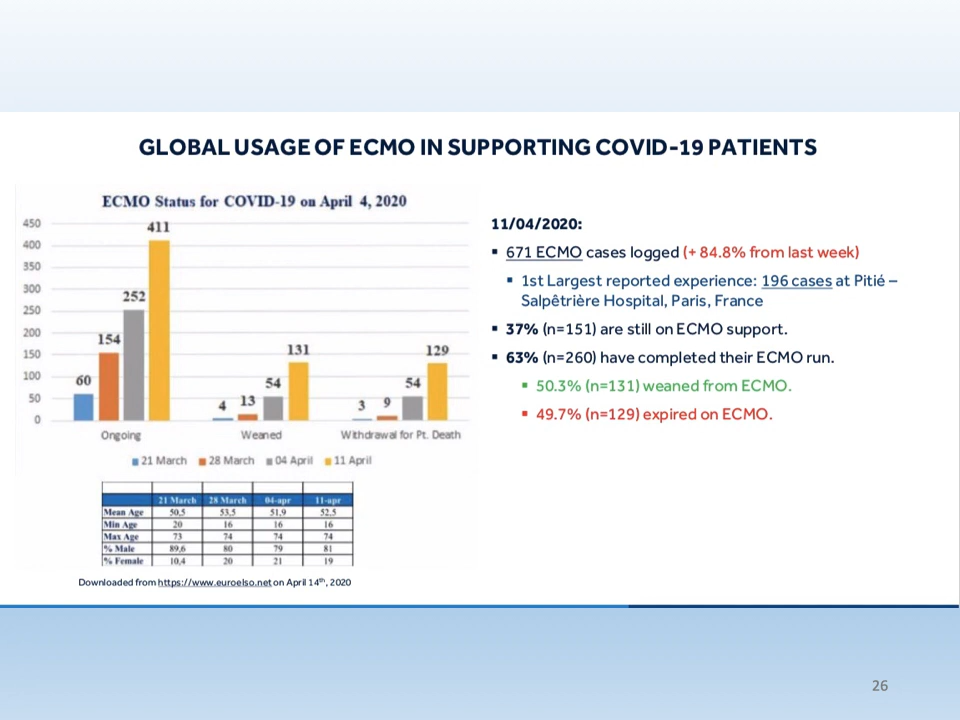 GLOBAL USAGE OF ECMO IN SUPPORTING COVID-19 PATIENTS
ECMO Status for COVID-19 on April 4, 2020
450
400
350
300
250
200
150
100
50
0
60
154
252
411
4
13
54
131
3
9
54
129
Ongoing
Weaned
Withdrawal for Pt. Death
21 March 28 March 04 April 11 April
21 March 28 March 04-apr 11-apr
Mean Age 50,5 53,5 51,9 52,5
Min Age 20 16 16 16
Max Age 73 74 74 74
% Male 89,6 80 79 81
% Female 10,4 20 21 19
Downloaded from https://www.euroelso.net on April 14th, 2020
11/04/2020:
▪ 671 ECMO cases logged (+ 84.8% from last week)
▪ 1st Largest reported experience: 196 cases at Pitié –
Salpêtrière Hospital, Paris, France
▪ 37% (n=151) are still on ECMO support.
▪ 63% (n=260) have completed their ECMO run.
▪ 50.3% (n=131) weaned from ECMO.
▪ 49.7% (n=129) expired on ECMO.
26